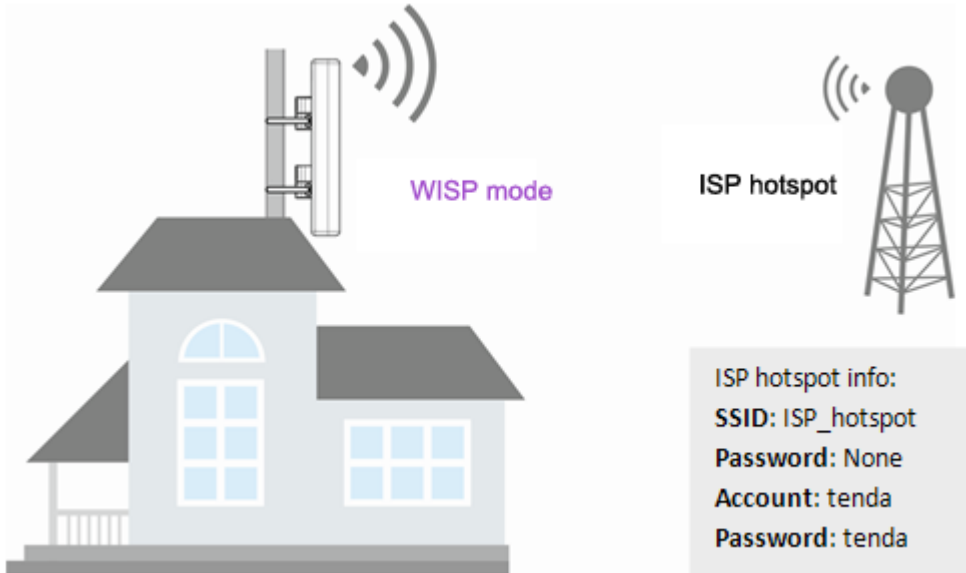 WISP mode
ISP hotspot
ISP hotspot info:
SSID: ISP_hotspot
Password: None
Account: tenda
Password: tenda